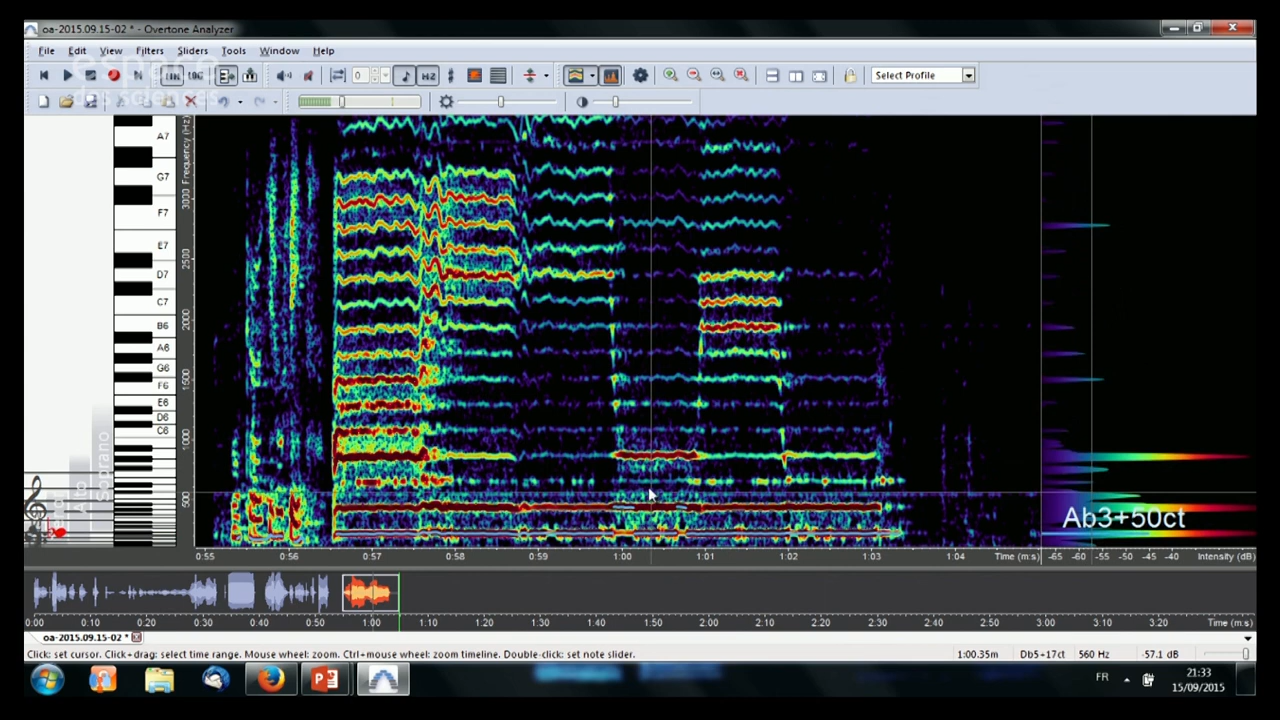 oa-2015.09.15-02 * - Overtone Analyzer
File Edit View Filters Sliders Tools Window Help
espace
des sciences
0
Hz
Select Profile
A7
G7
F7
E7
D7
C7
B6
A6
G6
F6
E6
D6
C6
Soprano
Alto
Frequency (Hz)
3000
2500
2000
1500
1000
500
Ab3+50ct
0:55 0:56 0:57 0:58 0:59 1:00 1:01 1:02 1:03 1:04 Time (m:s) -65 -60 -55 -50 -45 -40 Intensity (dB)
0:00 0:10 0:20 0:30 0:40 0:50 1:00 1:10 1:20 1:30 1:40 1:50 2:00 2:10 2:20 2:30 2:40 2:50 3:00 3:10 3:20 Time (m:s)
oa-2015.09.15-02 *
Click: set cursor. Click+drag: select time range. Mouse wheel: zoom. Ctrl+mouse wheel: zoom timeline. Double-click: set note slider. 1:00.35m Db5+17ct 560 Hz -57.1 dB
FR
21:33
15/09/2015